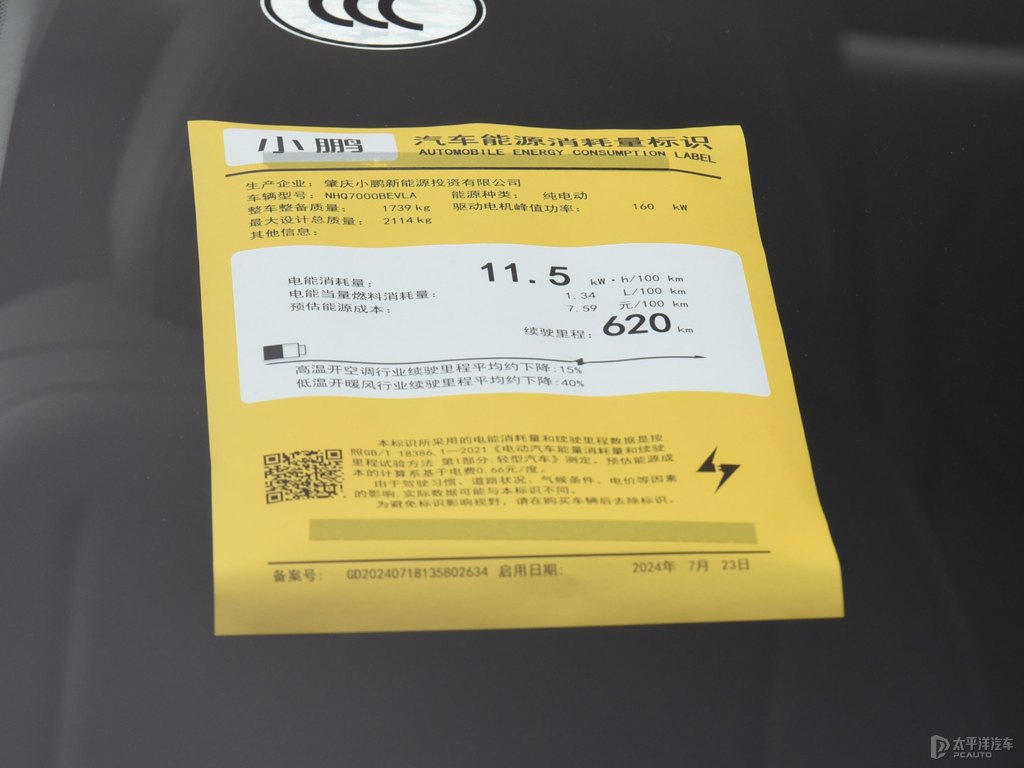 CCC
小鹏
汽车能源消耗量标识
AUTOMOBILE ENERGY CONSUMPTION LABEL
生产企业: 肇庆小鹏新能源投资有限公司
车辆型号: NHQ7000BEVLA 能源种类: 纯电动
整车整备质量: 1739 kg 驱动电机峰值功率: 160 kW
最大设计总质量: 2114 kg
其他信息:
电能消耗量: 11.5 kW·h/100 km
电能当量燃料消耗量: 1.34 L/100 km
预估能源成本: 7.59 元/100 km
续驶里程: 620 km
高温开空调行业续驶里程平均约下降:15%
低温开暖风行业续驶里程平均约下降:40%
本标识所采用的电能消耗量和续驶里程数据是按
照GB/T 18386.1—2021《电动汽车能量消耗量和续驶
里程试验方法 第1部分:轻型汽车》测定。预估能源成
本的计算系基于电费0.66元/度。
由于驾驶习惯、道路状况、气候条件、电价等因素
的影响,实际数据可能与本标识不同。
为避免标识影响视野,请在购买车辆后去除标识。
备案号: GD20240718135802634 启用日期: 2024年 7月 23日
太平洋汽车
PCAUTO